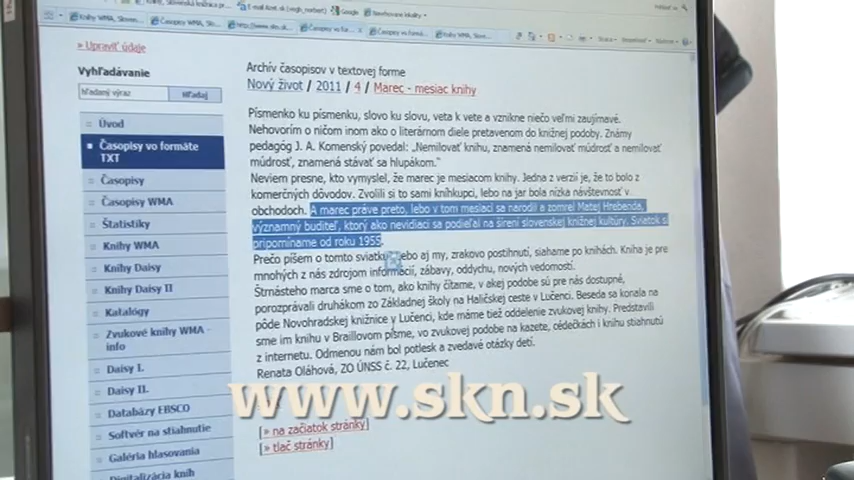 » Upraviť údaje
Vyhľadávanie
hľadaný výraz
Hľadaj
Úvod
Časopisy vo formáte
TXT
Časopisy
Časopisy WMA
Štatistiky
Knihy WMA
Knihy Daisy
Knihy Daisy II
Katalógy
Zvukové knihy WMA -
info
Daisy I.
Daisy II.
Databázy EBSCO
Softvér na stiahnutie
Galéria hlasova
Digitalizácia kníh
Archív časopisov v textovej forme
Nový život / 2011 / 4 / Marec - mesiac knihy
Písmenko ku písmenku, slovo ku slovu, veta k vete a vznikne niečo veľmi zaujímavé.
Nehovorím o ničom inom ako o literárnom diele pretavenom do knižnej podoby. Známy
pedagóg J. A. Komenský povedal: „Nemilovať knihu, znamená nemilovať múdrosť a nemilovať
múdrosť, znamená stávať sa hlupákom."
Neviem presne, kto vymyslel, že marec je mesiacom knihy. Jedna z verzií je, že to bolo z
komerčných dôvodov. Zvolili si to sami kníhkupci, lebo na jar bola nízka návštevnosť v
obchodoch. A marec práve preto, lebo v tom mesiaci sa narodil a zomrel Matej Hrebenda,
významný buditeľ, ktorý ako nevidiaci sa podieľal na šírení slovenskej knižnej kultúry. Sviatok si
pripomíname od roku 1955.
Prečo píšem o tomto sviatku? Lebo aj my, zrakovo postihnutí, siahame po knihách. Kniha je pre
mnohých z nás zdrojom informácií, zábavy, oddychu, nových vedomostí.
Štrnásteho marca sme o tom, ako knihy čítame, v akej podobe sú pre nás dostupné,
porozprávali druhákom zo Základnej školy na Haličskej ceste v Lučenci. Beseda sa konala na
pôde Novohradskej knižnice v Lučenci, kde máme tiež oddelenie zvukovej knihy. Predstavili
sme im knihu v Braillovom písme, vo zvukovej podobe na kazete, cédečkách i knihu stiahnutú
z internetu. Odmenou nám bol potlesk a zvedavé otázky detí.
Renata Oláhová, ZO ÚNSS č. 22, Lučenec
www.skn.sk
[» na začiatok stránky]
[» tlač stránky]